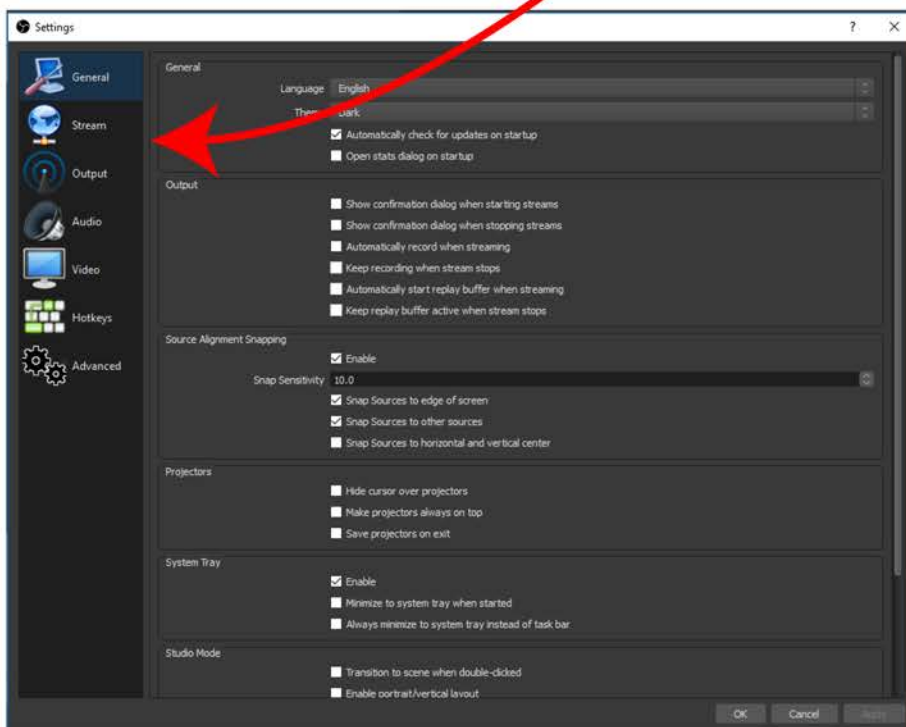 Settings
?
General
Stream
Output
Audio
Video
Hotkeys
Advanced
General
Language English
Dark
Automatically check for updates on startup
Open stats dialog on startup
Output
Show confirmation dialog when starting streams
Show confirmation dialog when stopping streams
Automatically record when streaming
Keep recording when stream stops
Automatically start replay buffer when streaming
Keep replay buffer active when stream stops
Source Alignment Snapping
Enable
Snap Sensitivity 10.0
Snap Sources to edge of screen
Snap Sources to other sources
Snap Sources to horizontal and vertical center
Projectors
Hide cursor over projectors
Make projectors always on top
Save projectors on exit
System Tray
Enable
Minimize to system tray when started
Always minimize to system tray instead of task bar
Studio Mode
Transition to scene when double-clicked
Enable portrait/vertical layout
OK Cancel Apply